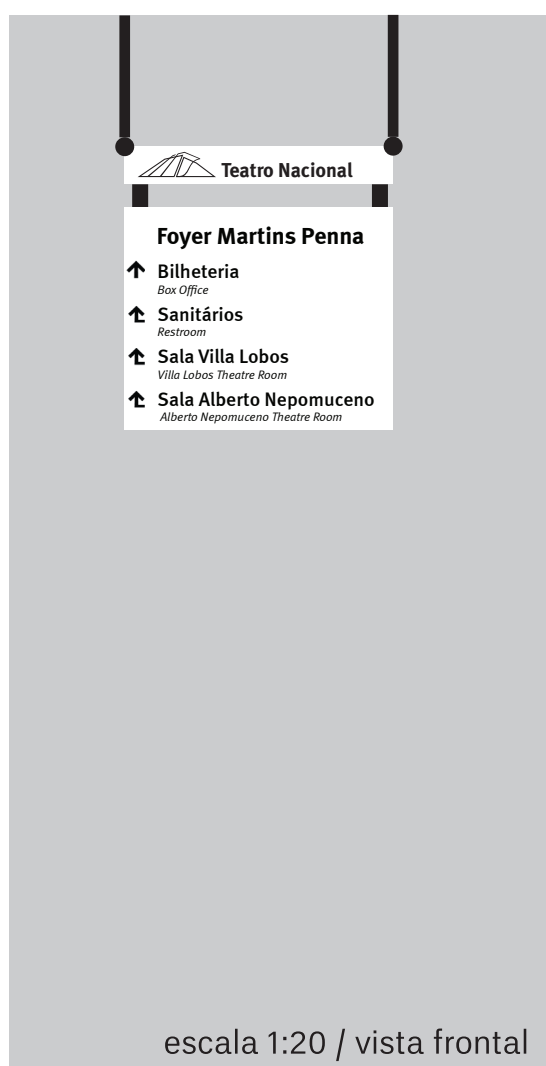 Teatro Nacional
Foyer Martins Penna
Bilheteria
Box Office
Sanitários
Restroom
Sala Villa Lobos
Villa Lobos Theatre Room
Sala Alberto Nepomuceno
Alberto Nepomuceno Theatre Room
escala 1:20 / vista frontal